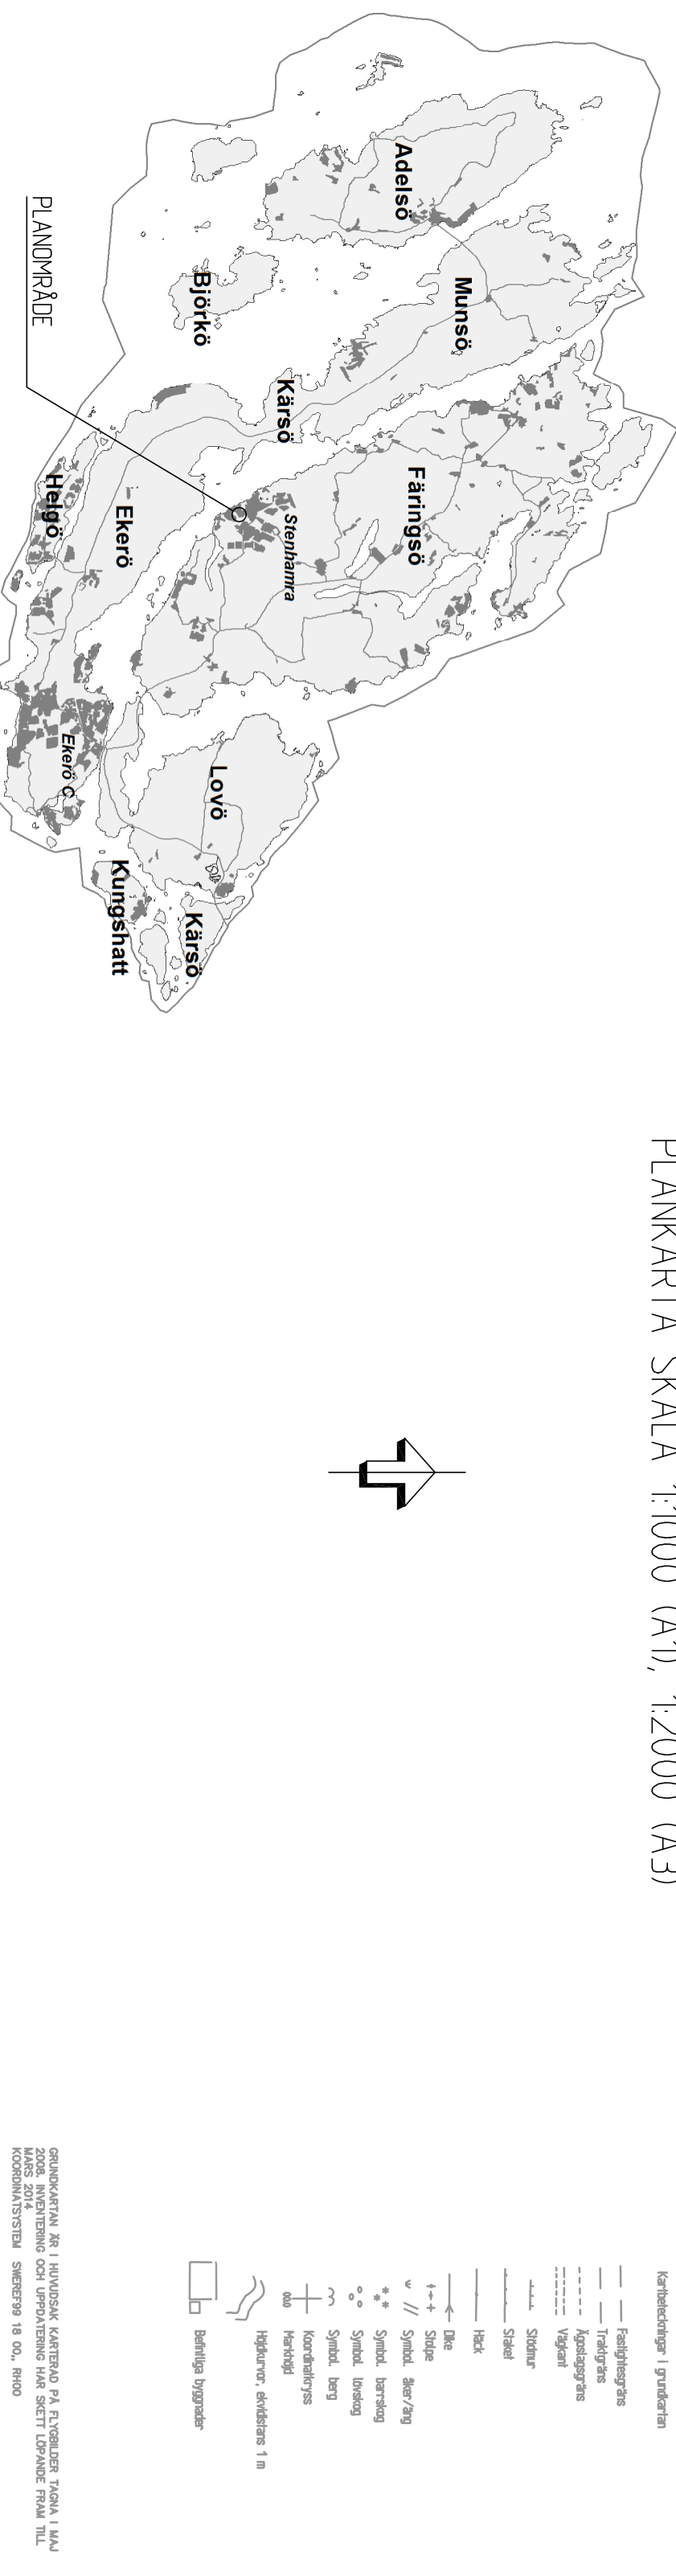 Adelsö
Munsö
Björkö
Kärsö
Färingsö
Stenhamra
Helgö
Ekerö
Ekerö C
Lovö
Kungshatt
Kärsö
PLANOMRÅDE
PLANKARTA SKALA 1:1000 (A1), 1:2000 (A3)
Kartbeteckningar i grundkartan
Fastighetsgräns
Traktgräns
Ägoslagsgräns
Vägkant
Stödmur
Staket
Häck
Dike
Stolpe
Symbol åker/äng
Symbol barrskog
Symbol lövskog
Symbol berg
Koordinatkryss
00,0 Markhöjd
Höjdkurvor, ekvidistans 1 m
Befintliga byggnader
GRUNDKARTAN ÄR I HUVUDSAK KARTERAD PÅ FLYGBILDER TAGNA I MAJ
2008. INVENTERING OCH UPPDATERING HAR SKETT LÖPANDE FRAM TILL
MARS 2014
KOORDINATSYSTEM SWEREF99 18 00,, RH00